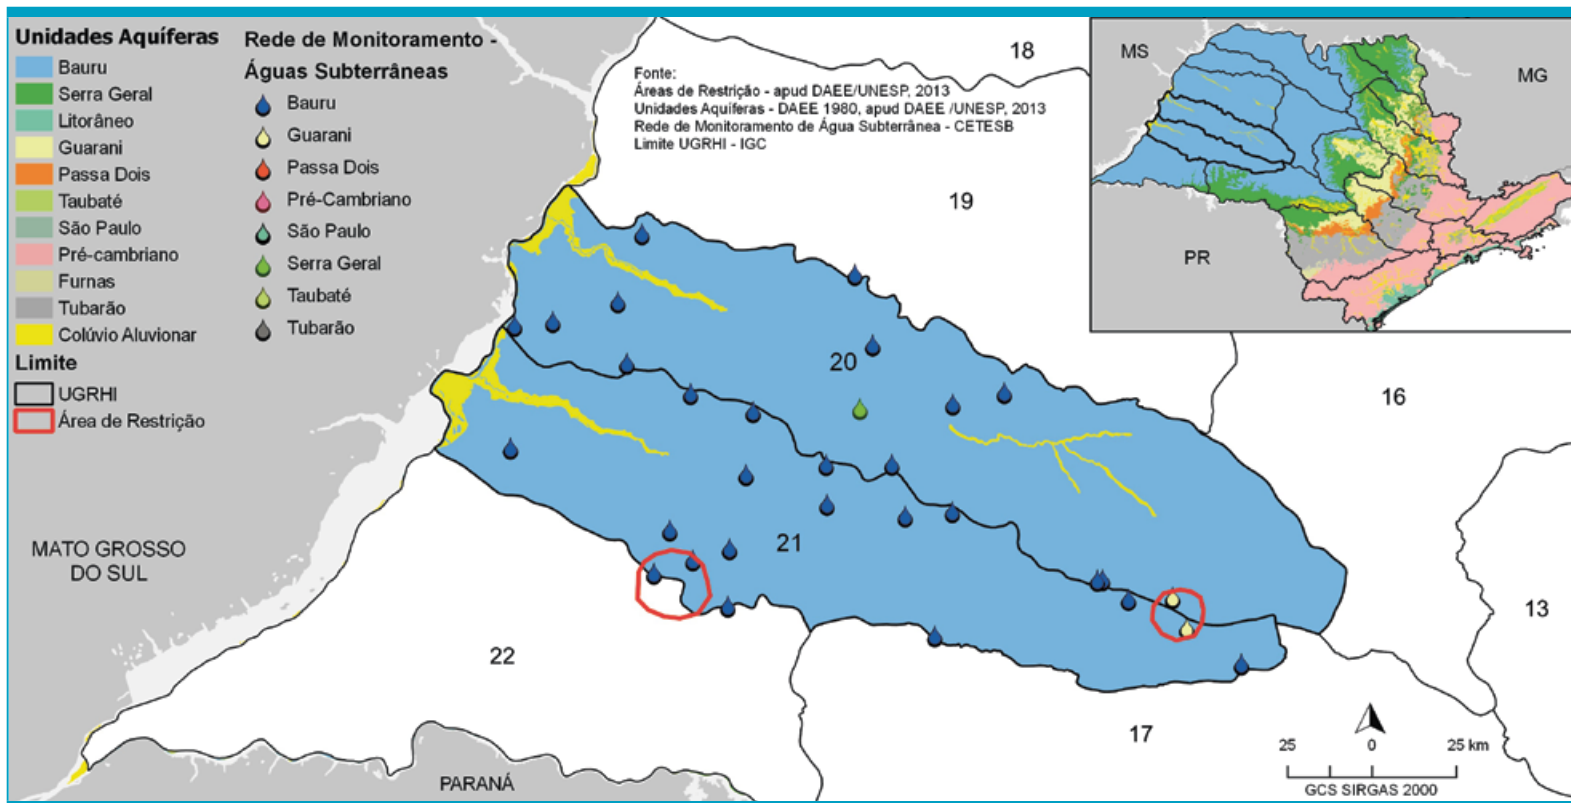 Unidades Aquíferas
Bauru
Serra Geral
Litorâneo
Guarani
Passa Dois
Taubaté
São Paulo
Pré-cambriano
Furnas
Tubarão
Colúvio Aluvionar
Limite
UGRHI
Área de Restrição
Rede de Monitoramento -
Águas Subterrâneas
Bauru
Guarani
Passa Dois
Pré-Cambriano
São Paulo
Serra Geral
Taubaté
Tubarão
Fonte:
Áreas de Restrição - apud DAEE/UNESP, 2013
Unidades Aquíferas - DAEE 1980, apud DAEE /UNESP, 2013
Rede de Monitoramento de Água Subterrânea - CETESB
Limite UGRHI - IGC
18
MS
MG
PR
19
20
16
21
MATO GROSSO
DO SUL
13
22
17
PARANÁ
25
0
25 km
GCS SIRGAS 2000